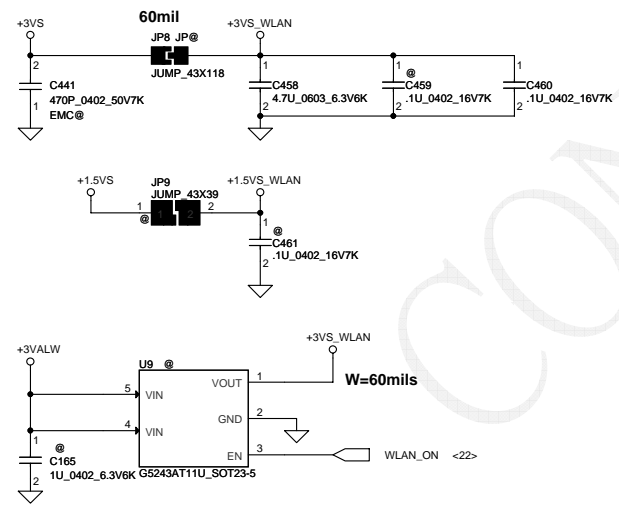 60mil
+3VS
JP8 JP@
+3VS_WLAN
JUMP_43X118
2
C441
470P_0402_50V7K
1
EMC@
1
C458
4.7U_0603_6.3V6K
2
1
@
C459
.1U_0402_16V7K
2
1
C460
.1U_0402_16V7K
2
+1.5VS
JP9
JUMP_43X39
+1.5VS_WLAN
1
@
1 2
2
1
@
C461
.1U_0402_16V7K
2
+3VALW
U9 @
+3VS_WLAN
W=60mils
5
VIN
VOUT
1
4
VIN
GND
2
EN
3
WLAN_ON <22>
1
@
C165
1U_0402_6.3V6K
2
G5243AT11U_SOT23-5
CON